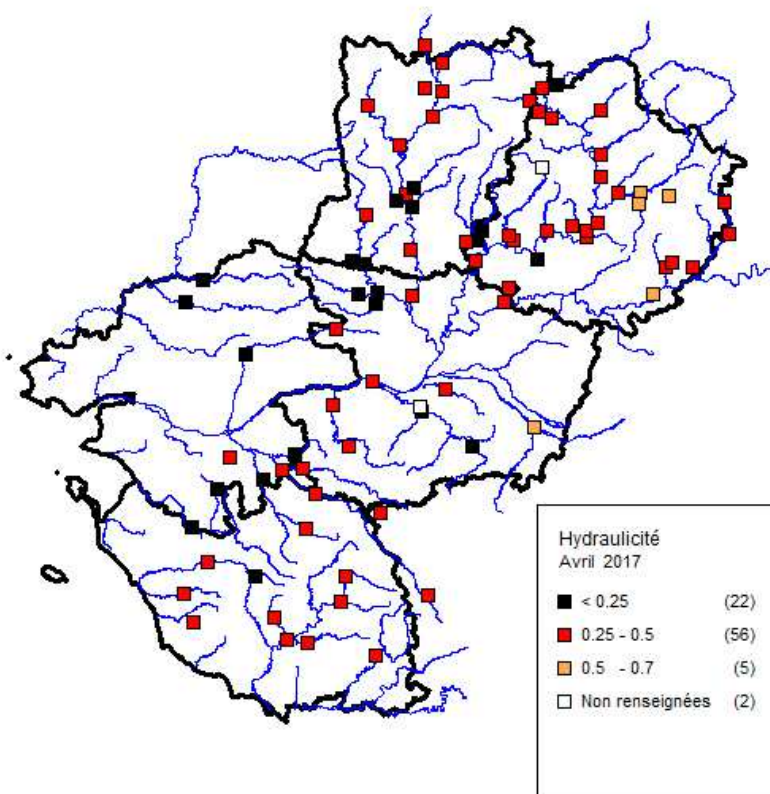 Hydraulicité
Avril 2017
< 0.25 (22)
0.25 - 0.5 (56)
0.5 - 0.7 (5)
Non renseignées (2)